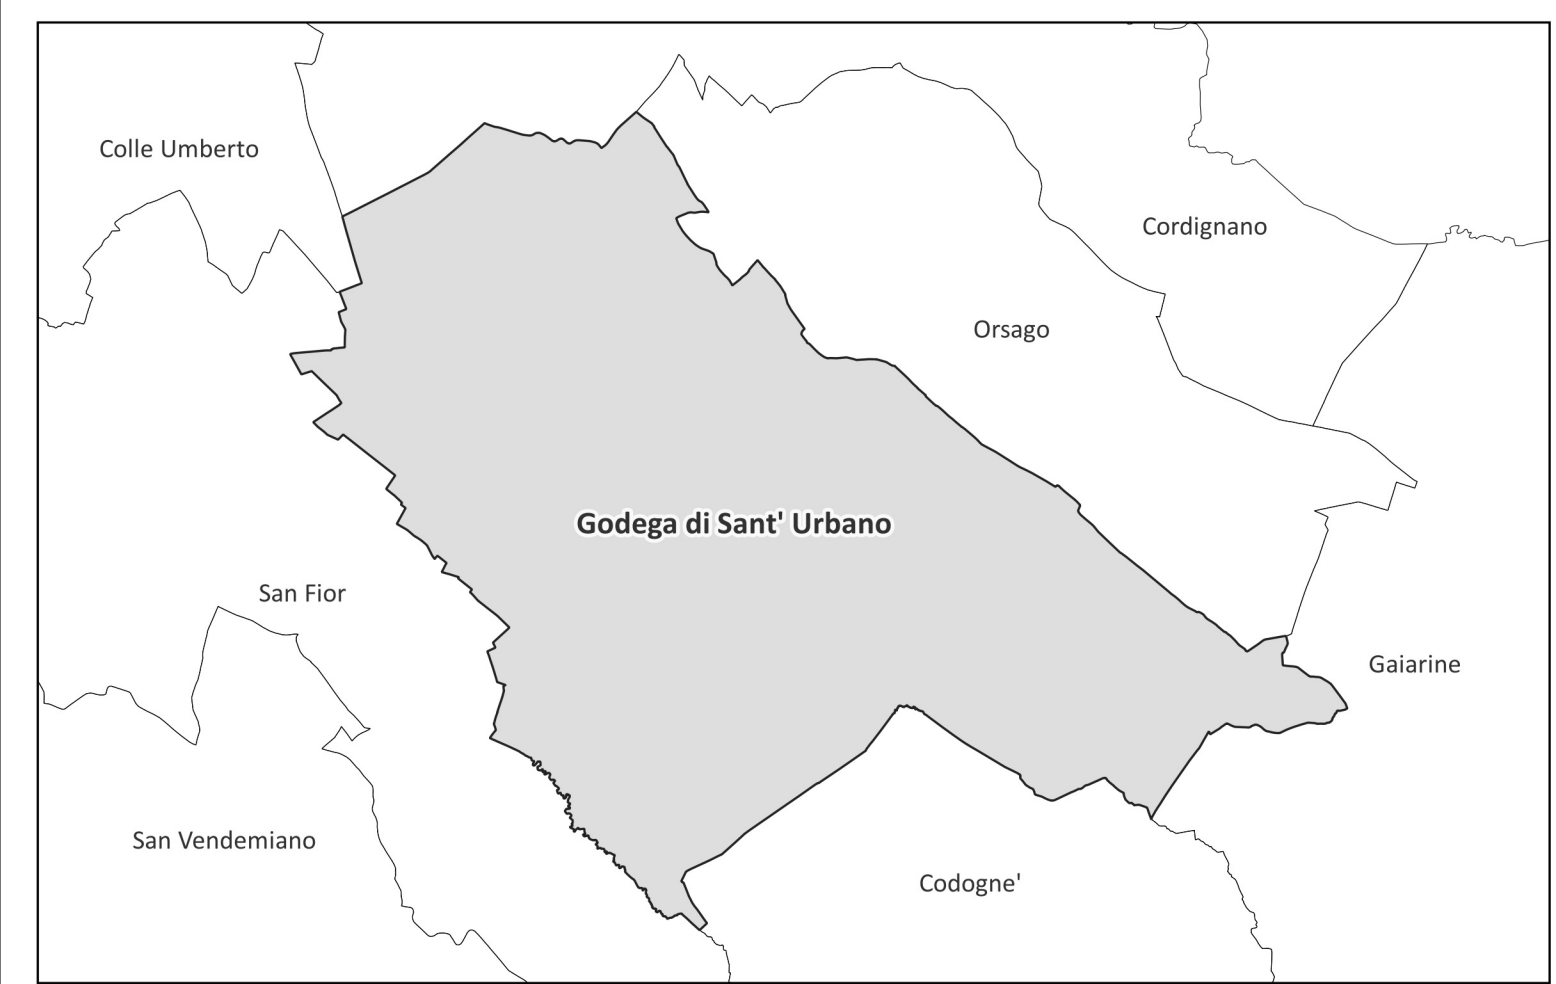 Colle Umberto
Cordignano
Orsago
Godega di Sant' Urbano
San Fior
Gaiarine
San Vendemiano
Codogne'